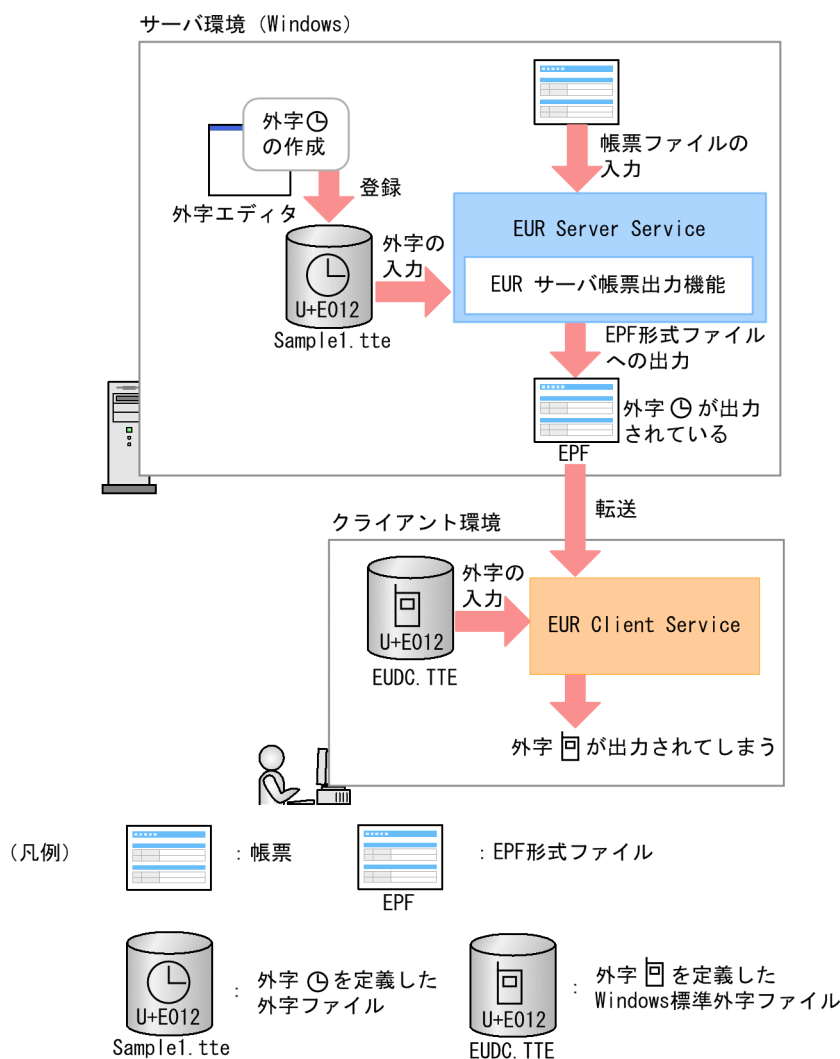 サーバ環境（Windows）
外字
の作成
帳票ファイルの
入力
登録
外字エディタ
外字の
入力
EUR Server Service
EUR サーバ帳票出力機能
U+E012
Sample1.tte
EPF形式ファイル
への出力
外字 が出力
されている
EPF
転送
クライアント環境
外字の
入力
U+E012
EUDC.TTE
EUR Client Service
外字 が出力されてしまう
（凡例）
：帳票
：EPF形式ファイル
EPF
U+E012
Sample1.tte
：
外字 を定義した
外字ファイル
U+E012
EUDC.TTE
：
外字 を定義した
Windows標準外字ファイル